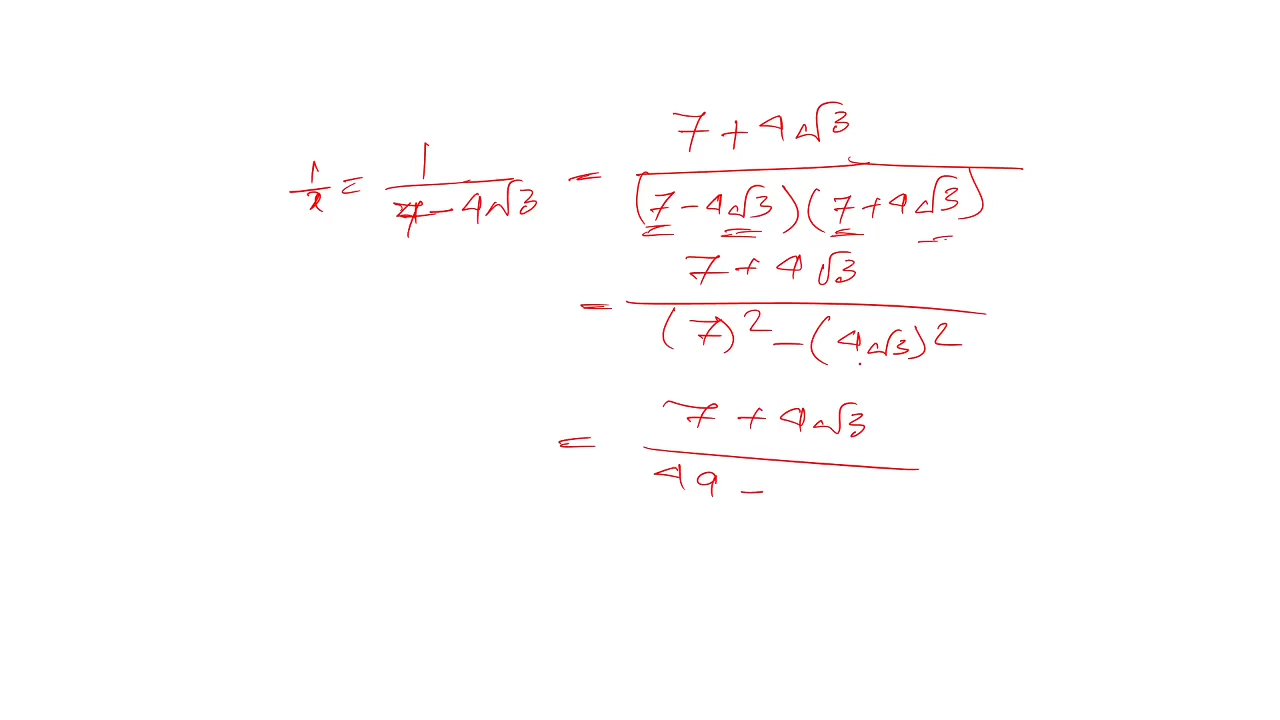 1/x = 1/(7 - 4√3) = (7 + 4√3)/((7 - 4√3)(7 + 4√3))
= (7 + 4√3)/((7)² - (4√3)²)
= (7 + 4√3)/(49 -